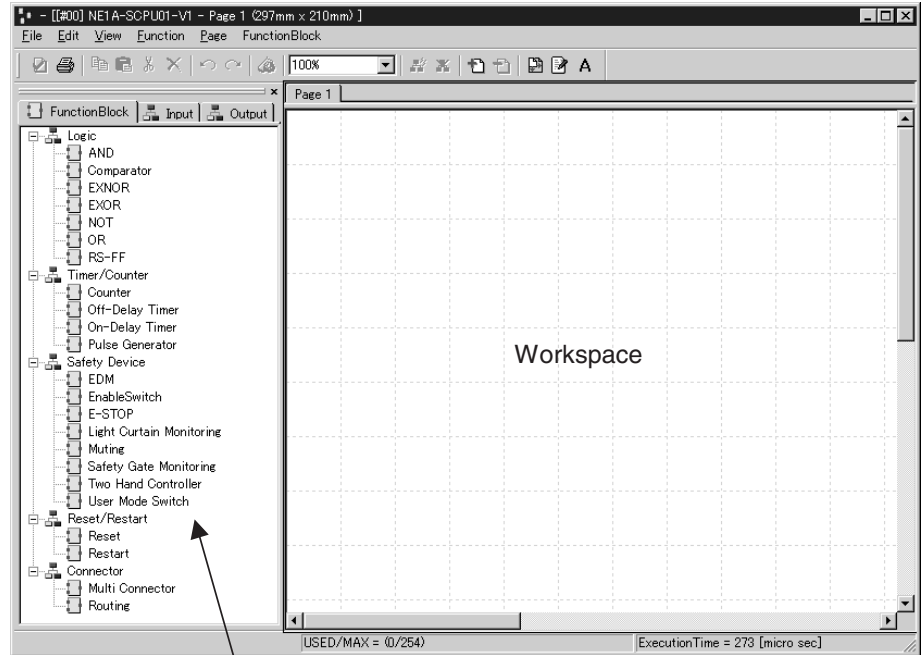 - [[#00] NE1A-SCPU01-V1 - Page 1 (297mm x 210mm) ]
File Edit View Function Page FunctionBlock
100% A
FunctionBlock Input Output
Page 1
Logic
AND
Comparator
EXNOR
EXOR
NOT
OR
RS-FF
Timer/Counter
Counter
Off-Delay Timer
On-Delay Timer
Pulse Generator
Safety Device
EDM
EnableSwitch
E-STOP
Light Curtain Monitoring
Muting
Safety Gate Monitoring
Two Hand Controller
User Mode Switch
Reset/Restart
Reset
Restart
Connector
Multi Connector
Routing
Workspace
USED/MAX = (0/254) ExecutionTime = 273 [micro sec]